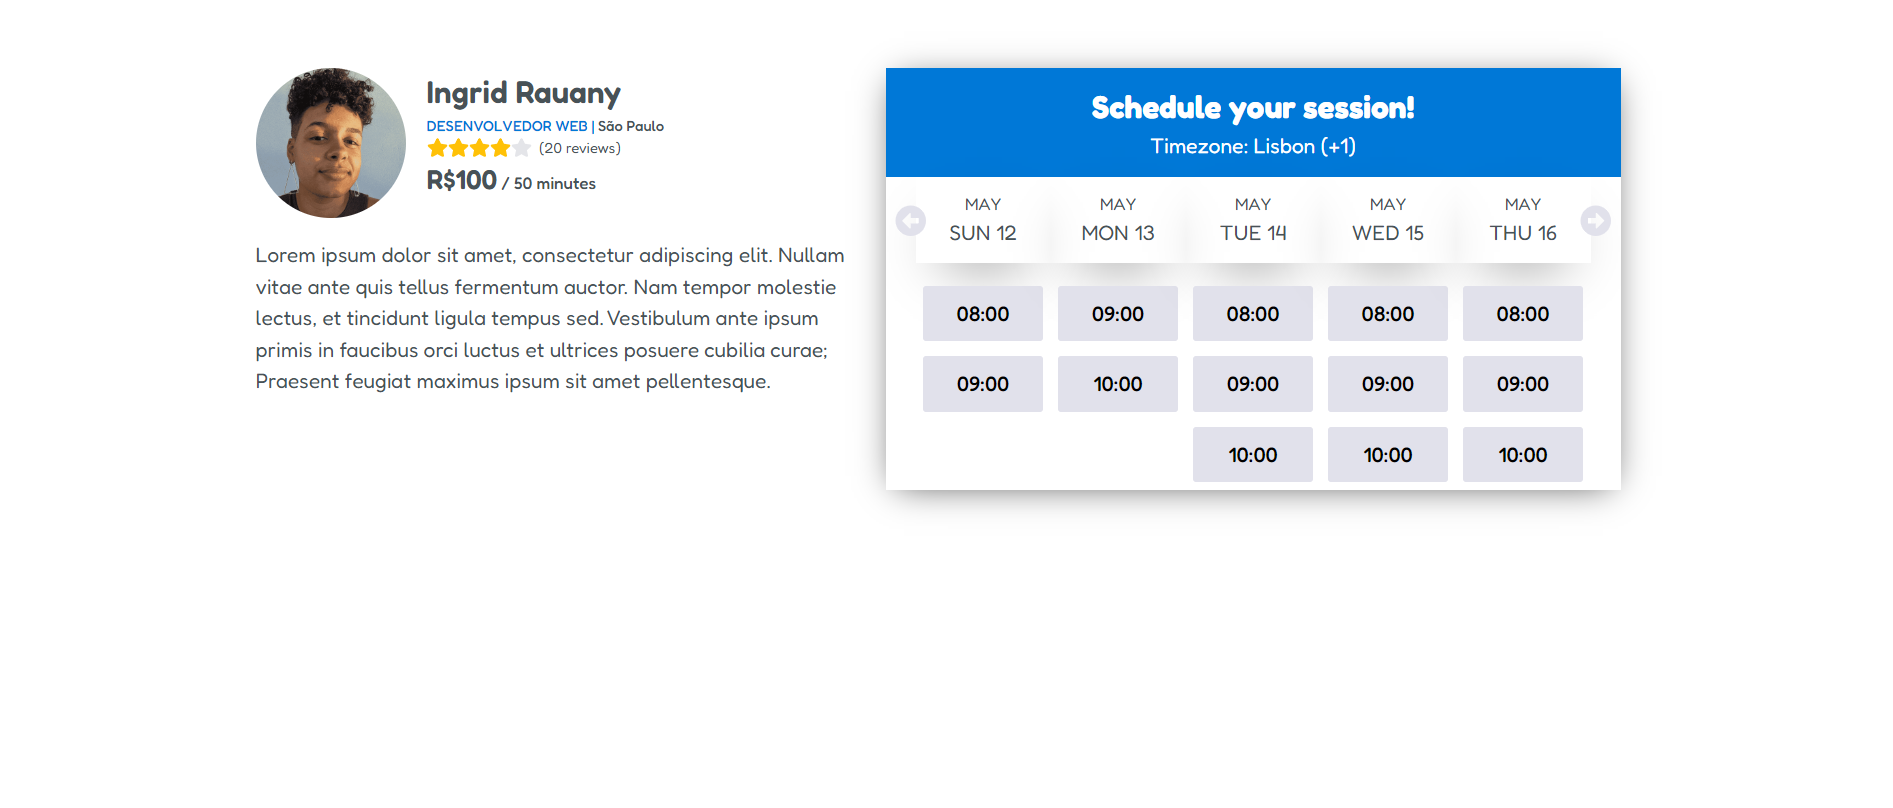 Ingrid Rauany
DESENVOLVEDOR WEB | São Paulo
(20 reviews)
R$100 / 50 minutes
Lorem ipsum dolor sit amet, consectetur adipiscing elit. Nullam
vitae ante quis tellus fermentum auctor. Nam tempor molestie
lectus, et tincidunt ligula tempus sed. Vestibulum ante ipsum
primis in faucibus orci luctus et ultrices posuere cubilia curae;
Praesent feugiat maximus ipsum sit amet pellentesque.
Schedule your session!
Timezone: Lisbon (+1)
MAY MAY MAY MAY MAY
SUN 12 MON 13 TUE 14 WED 15 THU 16
08:00 09:00 08:00 08:00 08:00
09:00 10:00 09:00 09:00 09:00
10:00 10:00 10:00